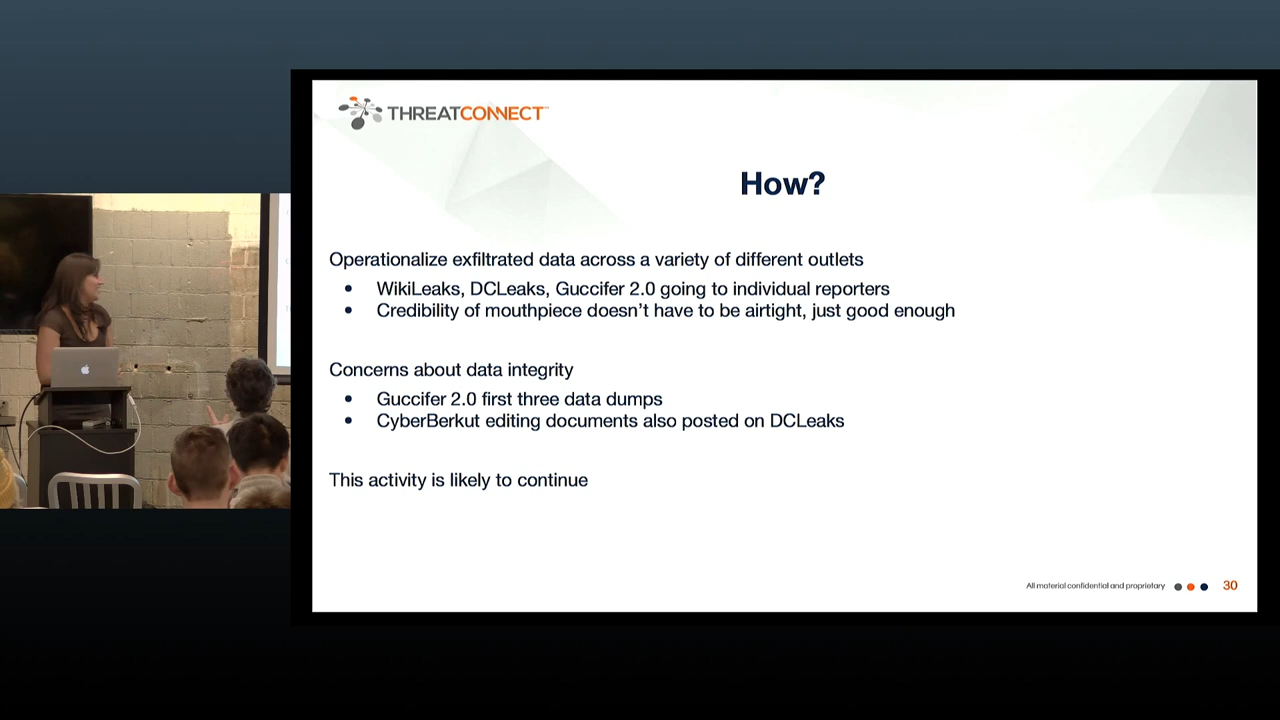 THREATCONNECT™
How?
Operationalize exfiltrated data across a variety of different outlets
• WikiLeaks, DCLeaks, Guccifer 2.0 going to individual reporters
• Credibility of mouthpiece doesn’t have to be airtight, just good enough
Concerns about data integrity
• Guccifer 2.0 first three data dumps
• CyberBerkut editing documents also posted on DCLeaks
This activity is likely to continue
All material confidential and proprietary
30